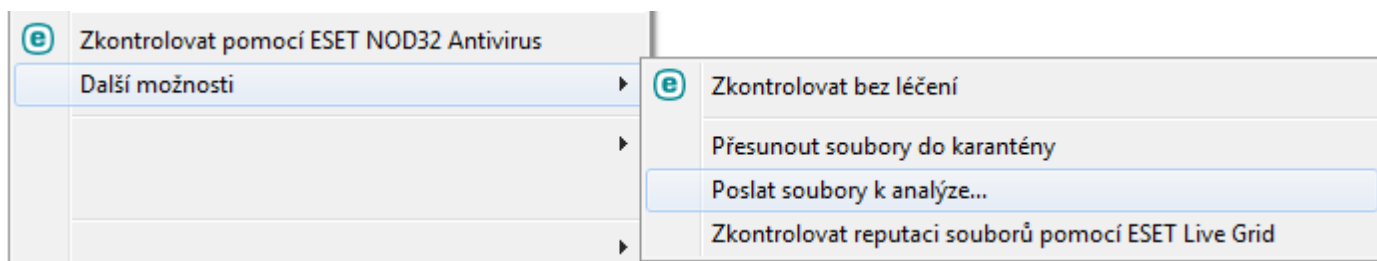 Zkontrolovat pomocí ESET NOD32 Antivirus
Další možnosti
Zkontrolovat bez léčení
Přesunout soubory do karantény
Poslat soubory k analýze...
Zkontrolovat reputaci souborů pomocí ESET Live Grid